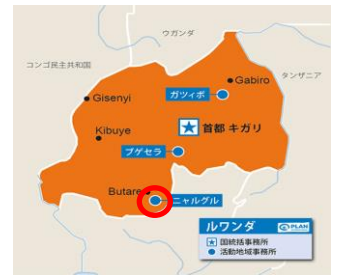 ウガンダ
コンゴ民主共和国
タンザニア
Gabiro
Gisenyi
ガツィボ
首都 キガリ
Kibuye
ブゲセラ
Butare
ニャルグル
ルワンダ
PLAN
国統括事務所
活動地域事務所